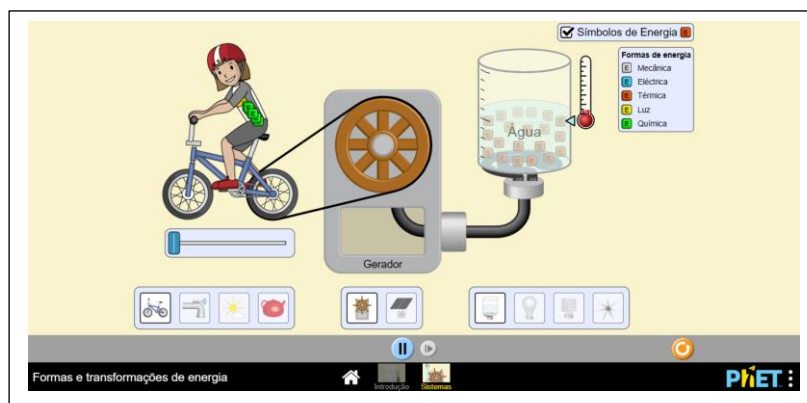 Símbolos de Energia E
Formas de energia
E Mecânica
E Eléctrica
E Térmica
E Luz
E Química
Água
Gerador
Formas e transformações de energia
Introdução
Sistemas
PhET